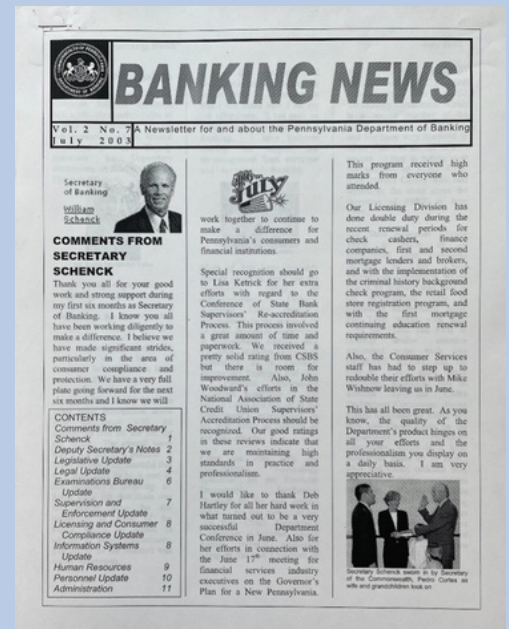 BANKING NEWS
Vol. 2 No. 7
July 2003
A Newsletter for and about the Pennsylvania Department of Banking
Secretary
of Banking
William
Schenck
COMMENTS FROM
SECRETARY
SCHENCK
Thank you all for your good
work and strong support during
my first six months as Secretary
of Banking. I know you all
have been working diligently to
make a difference. I believe we
have made significant strides,
particularly in the area of
consumer compliance and
protection. We have a very full
plate going forward for the next
six months and I know we will
CONTENTS
Comments from Secretary
Schenck 1
Deputy Secretary's Notes 2
Legislative Update 3
Legal Update 4
Examinations Bureau 6
Update
Supervision and 7
Enforcement Update
Licensing and Consumer 8
Compliance Update
Information Systems 8
Update
Human Resources 9
Personnel Update 10
Administration 11
July
work together to continue to
make a difference for
Pennsylvania's consumers and
financial institutions.
Special recognition should go
to Lisa Ketrick for her extra
efforts with regard to the
Conference of State Bank
Supervisors' Re-accreditation
Process. This process involved
a great amount of time and
paperwork. We received a
pretty solid rating from CSBS
but there is room for
improvement. Also, John
Woodward's efforts in the
National Association of State
Credit Union Supervisors'
Accreditation Process should be
recognized. Our good ratings
in these reviews indicate that
we are maintaining high
standards in practice and
professionalism.
I would like to thank Deb
Hartley for all her hard work in
what turned out to be a very
successful Department
Conference in June. Also for
her efforts in connection with
the June 17th meeting for
financial services industry
executives on the Governor's
Plan for a New Pennsylvania.
This program received high
marks from everyone who
attended.
Our Licensing Division has
done double duty during the
recent renewal periods for
check cashers, finance
companies, first and second
mortgage lenders and brokers,
and with the implementation of
the criminal history background
check program, the retail food
store registration program, and
with the first mortgage
continuing education renewal
requirements.
Also, the Consumer Services
staff has had to step up to
redouble their efforts with Mike
Wishnow leaving us in June.
This has all been great. As you
know, the quality of the
Department's product hinges on
all your efforts and the
professionalism you display on
a daily basis. I am very
appreciative.
Secretary Schenck sworn in by Secretary
of the Commonwealth, Pedro Cortes as
wife and grandchildren look on